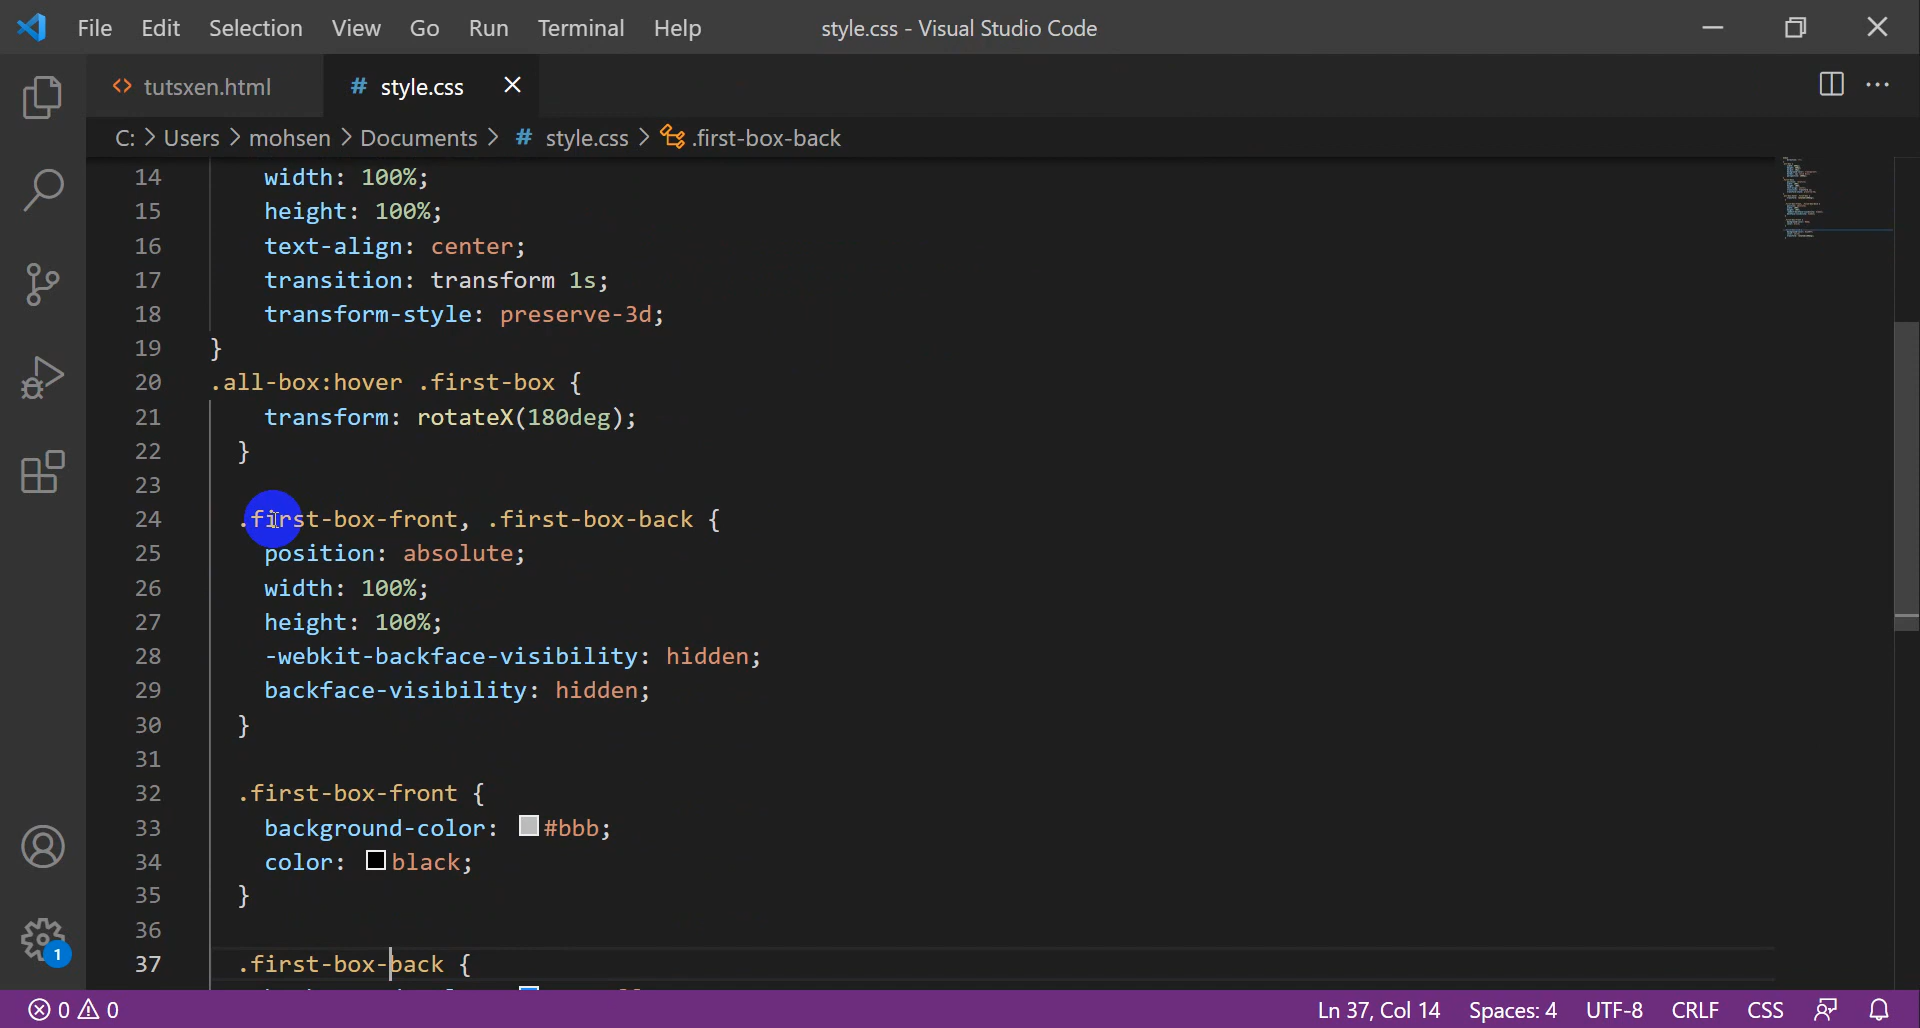 File Edit Selection View Go Run Terminal Help style.css - Visual Studio Code
<> tutsxen.html # style.css
C: > Users > mohsen > Documents > # style.css > .first-box-back
14 width: 100%;
15 height: 100%;
16 text-align: center;
17 transition: transform 1s;
18 transform-style: preserve-3d;
19 }
20 .all-box:hover .first-box {
21 transform: rotateX(180deg);
22 }
23
24 .first-box-front, .first-box-back {
25 position: absolute;
26 width: 100%;
27 height: 100%;
28 -webkit-backface-visibility: hidden;
29 backface-visibility: hidden;
30 }
31
32 .first-box-front {
33 background-color: #bbb;
34 color: black;
35 }
36
37 .first-box-back {
1
0 0 Ln 37, Col 14 Spaces: 4 UTF-8 CRLF CSS